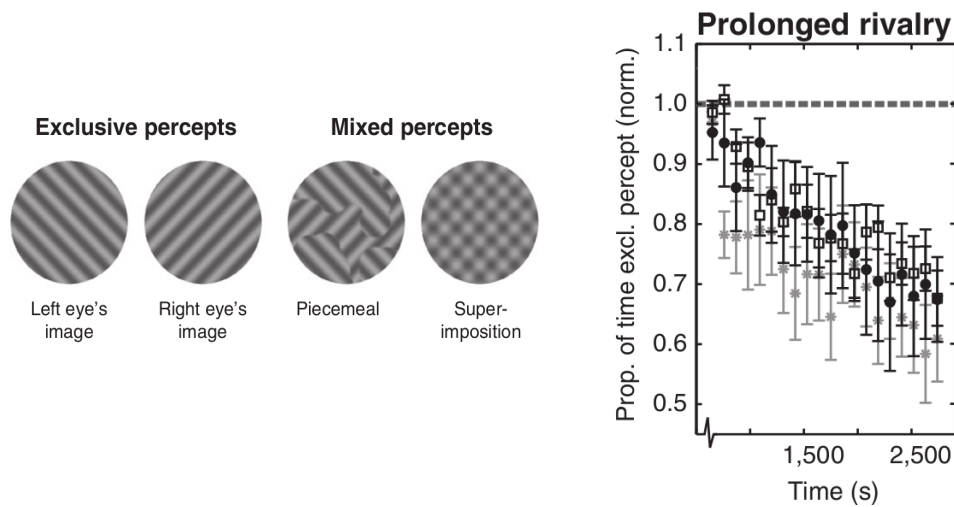 Exclusive percepts
Mixed percepts
Left eye's
image
Right eye's
image
Piecemeal
Super-
imposition
Prolonged rivalry
Prop. of time excl. percept (norm.)
1.1
1.0
0.9
0.8
0.7
0.6
0.5
1,500
2,500
Time (s)